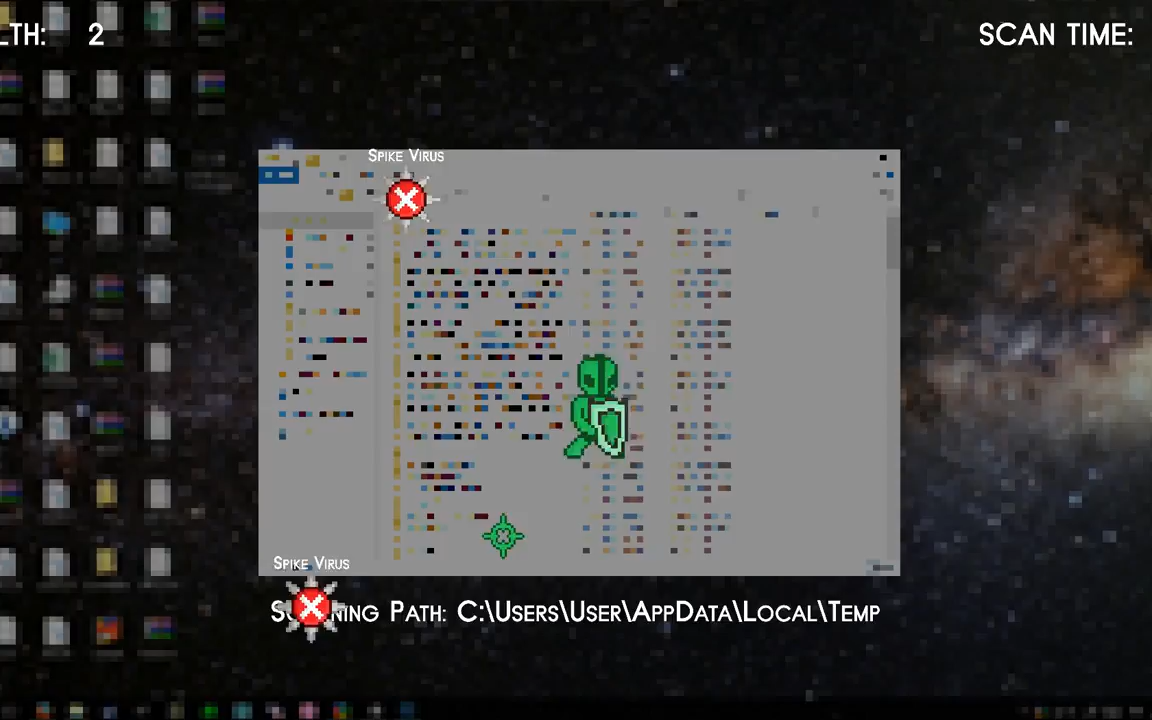 LTH: 2
SCAN TIME:
SPIKE VIRUS
SPIKE VIRUS
NING PATH: C:\USERS\USER\APPDATA\LOCAL\TEMP